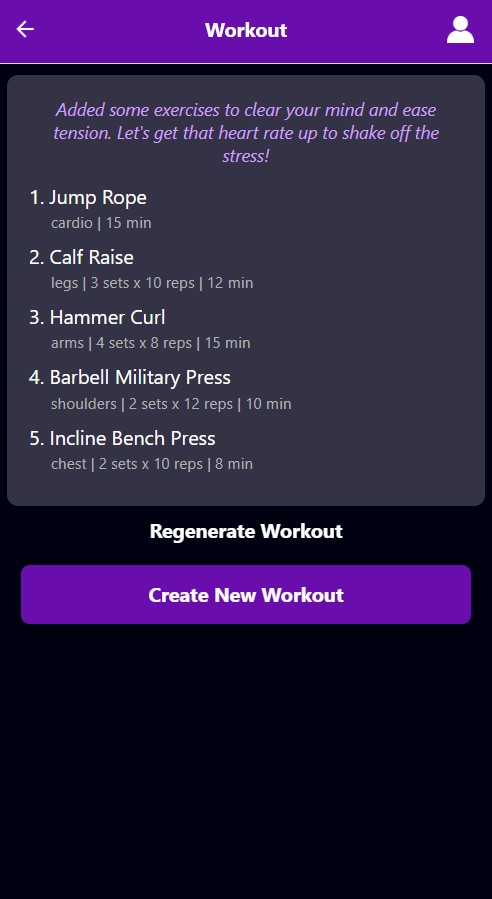 Workout
Added some exercises to clear your mind and ease
tension. Let's get that heart rate up to shake off the
stress!
1. Jump Rope
cardio | 15 min
2. Calf Raise
legs | 3 sets x 10 reps | 12 min
3. Hammer Curl
arms | 4 sets x 8 reps | 15 min
4. Barbell Military Press
shoulders | 2 sets x 12 reps | 10 min
5. Incline Bench Press
chest | 2 sets x 10 reps | 8 min
Regenerate Workout
Create New Workout